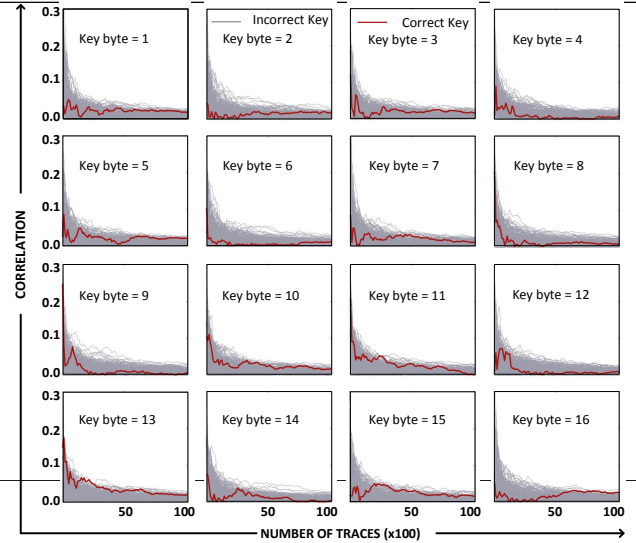 Incorrect Key
Correct Key
0.3
0.2
0.1
0.0
Key byte = 1
Key byte = 2
Key byte = 3
Key byte = 4
0.3
0.2
0.1
0.0
Key byte = 5
Key byte = 6
Key byte = 7
Key byte = 8
0.3
0.2
0.1
0.0
Key byte = 9
Key byte = 10
Key byte = 11
Key byte = 12
0.3
0.2
0.1
0.0
Key byte = 13
Key byte = 14
Key byte = 15
Key byte = 16
50 100
50 100
50 100
50 100
CORRELATION
NUMBER OF TRACES (x100)